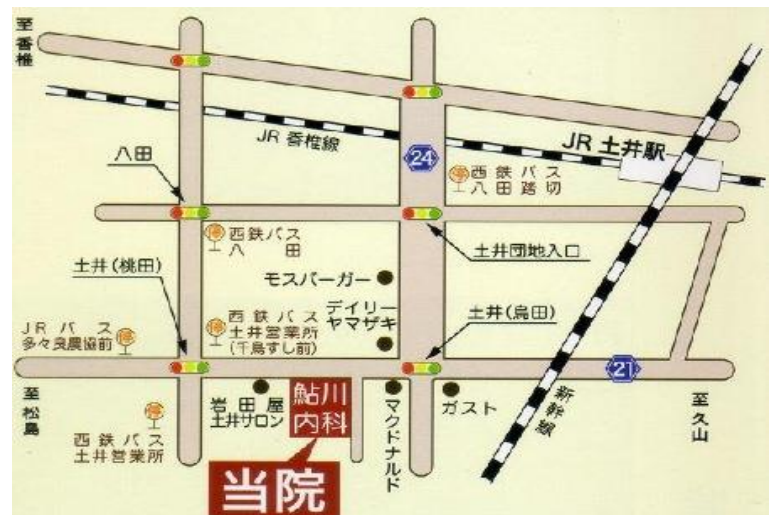 至香椎
JR 香椎線
JR 土井駅
八田
24
西鉄バス
八田踏切
西鉄バス
八田
土井団地入口
土井(桃田)
モスバーガー
デイリー
ヤマザキ
西鉄バス
土井営業所
(千鳥すし前)
土井(鳥田)
JRバス
多々良農協前
21
至松島
岩田屋
土井サロン
鮎川
内科
マクドナルド
ガスト
新幹線
至久山
西鉄バス
土井営業所
当院